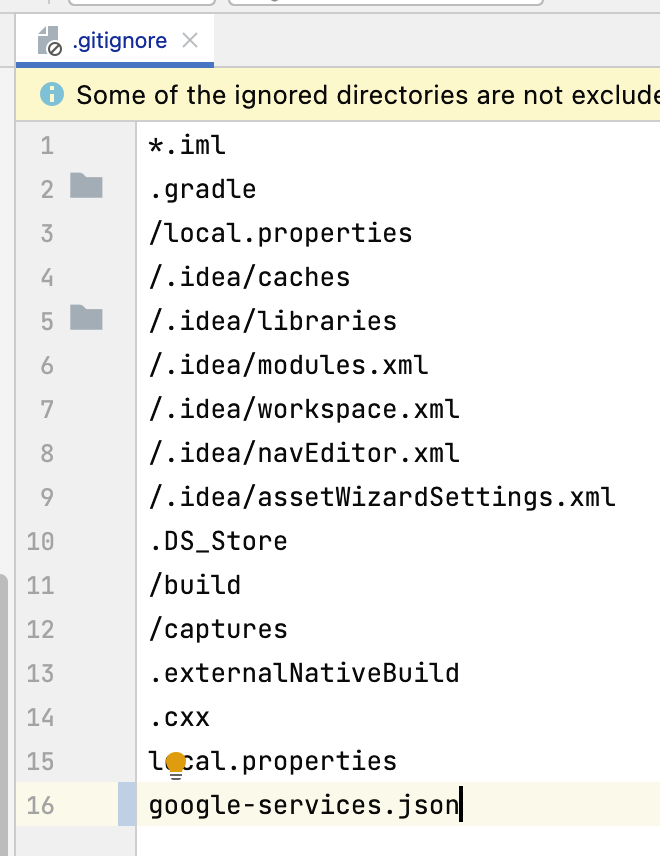 .gitignore
Some of the ignored directories are not
1 *.iml
2 .gradle
3 /local.properties
4 /.idea/caches
5 /.idea/libraries
6 /.idea/modules.xml
7 /.idea/workspace.xml
8 /.idea/navEditor.xml
9 /.idea/assetWizardSettings.xml
10 .DS_Store
11 /build
12 /captures
13 .externalNativeBuild
14 .cxx
15 local.properties
16 google-services.json